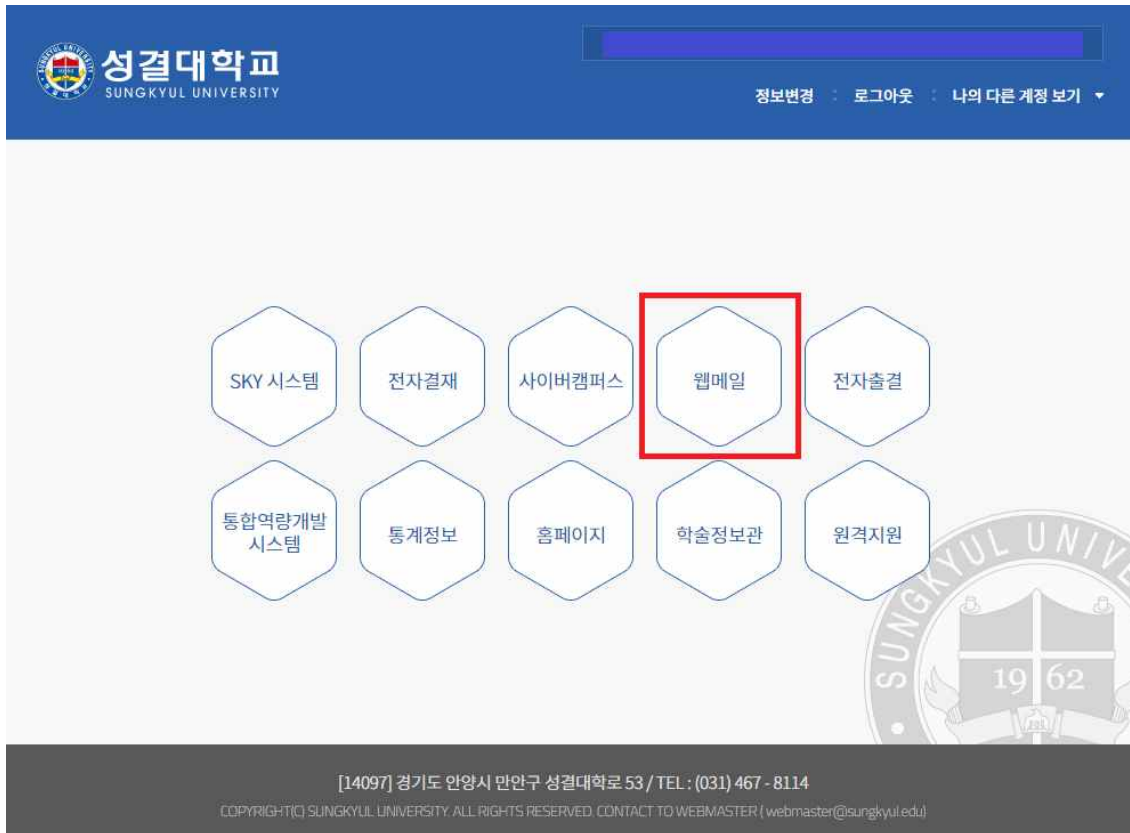 성결대학교
SUNGKYUL UNIVERSITY
정보변경 : 로그아웃 : 나의 다른 계정 보기
SKY 시스템
전자결재
사이버캠퍼스
웹메일
전자출결
통합역량개발
시스템
통계정보
홈페이지
학술정보관
원격지원
SUNGKYUL UNIVE
19 62
[14097] 경기도 안양시 만안구 성결대학로 53 / TEL : (031) 467 - 8114
COPYRIGHT(C) SUNGKYUL UNIVERSITY. ALL RIGHTS RESERVED. CONTACT TO WEBMASTER ( webmaster@sungkyul.edu)